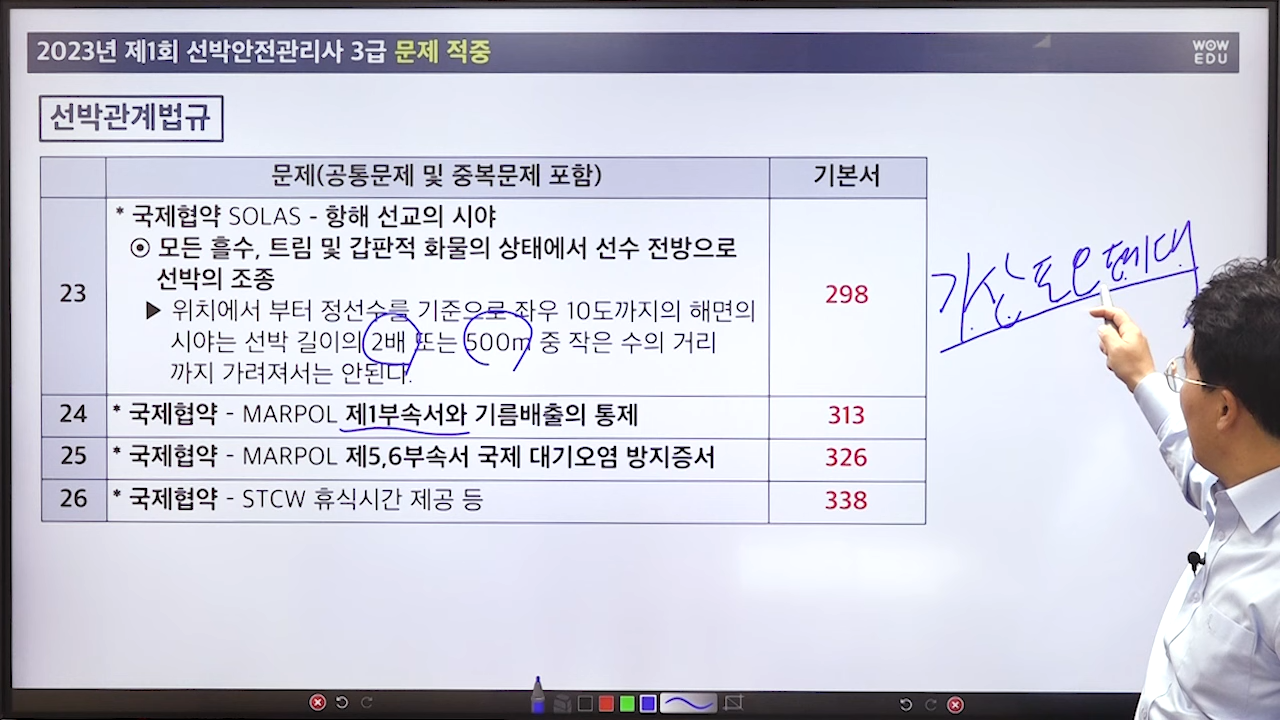 2023년 제1회 선박안전관리사 3급 문제 적중
WOW
EDU
선박관계법규
문제(공통문제 및 중복문제 포함) 기본서
23
* 국제협약 SOLAS - 항해 선교의 시야
⊙ 모든 흘수, 트림 및 갑판적 화물의 상태에서 선수 전방으로
선박의 조종
▶ 위치에서 부터 정선수를 기준으로 좌우 10도까지의 해면의
시야는 선박 길이의 2배 또는 500m 중 작은 수의 거리
까지 가려져서는 안된다.
298
24 * 국제협약 - MARPOL 제1부속서와 기름배출의 통제 313
25 * 국제협약 - MARPOL 제5,6부속서 국제 대기오염 방지증서 326
26 * 국제협약 - STCW 휴식시간 제공 등 338
기산포오페대